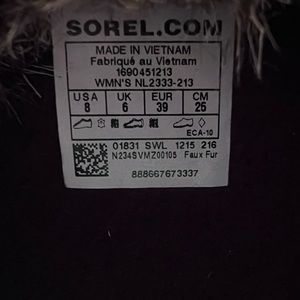 SOREL.COM
MADE IN VIETNAM
Fabriqué au Vietnam
1690451213
WMN'S NL2333-213
USA UK EUR CM
8 6 39 25
ECA-10
01831 SWL 1215 216
N234SVMZ00105 Faux Fur
888667673337